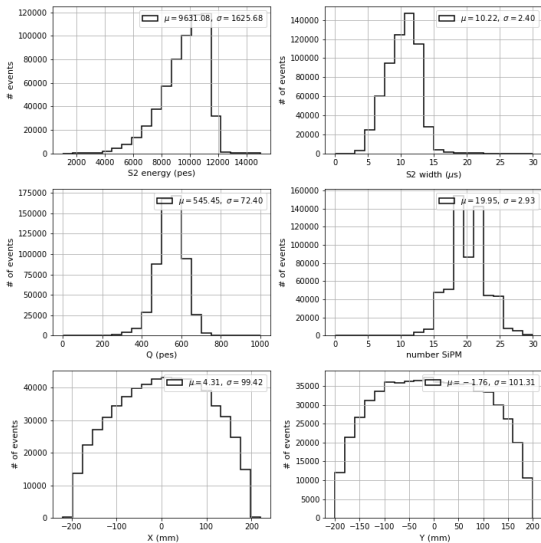 μ = 9631.08, σ = 1625.68
# events
120000
100000
80000
60000
40000
20000
0
2000 4000 6000 8000 10000 12000 14000
S2 energy (pes)
μ = 10.22, σ = 2.40
# of events
140000
120000
100000
80000
60000
40000
20000
0
0 5 10 15 20 25 30
S2 width (μs)
μ = 545.45, σ = 72.40
# of events
175000
150000
125000
100000
75000
50000
25000
0
0 200 400 600 800 1000
Q (pes)
μ = 19.95, σ = 2.93
# of events
160000
140000
120000
100000
80000
60000
40000
20000
0
0 5 10 15 20 25 30
number SiPM
μ = 4.31, σ = 99.42
# of events
40000
30000
20000
10000
0
−200 −100 0 100 200
X (mm)
μ = −1.76, σ = 101.31
# of events
35000
30000
25000
20000
15000
10000
5000
0
−200 −150 −100 −50 0 50 100 150 200
Y (mm)